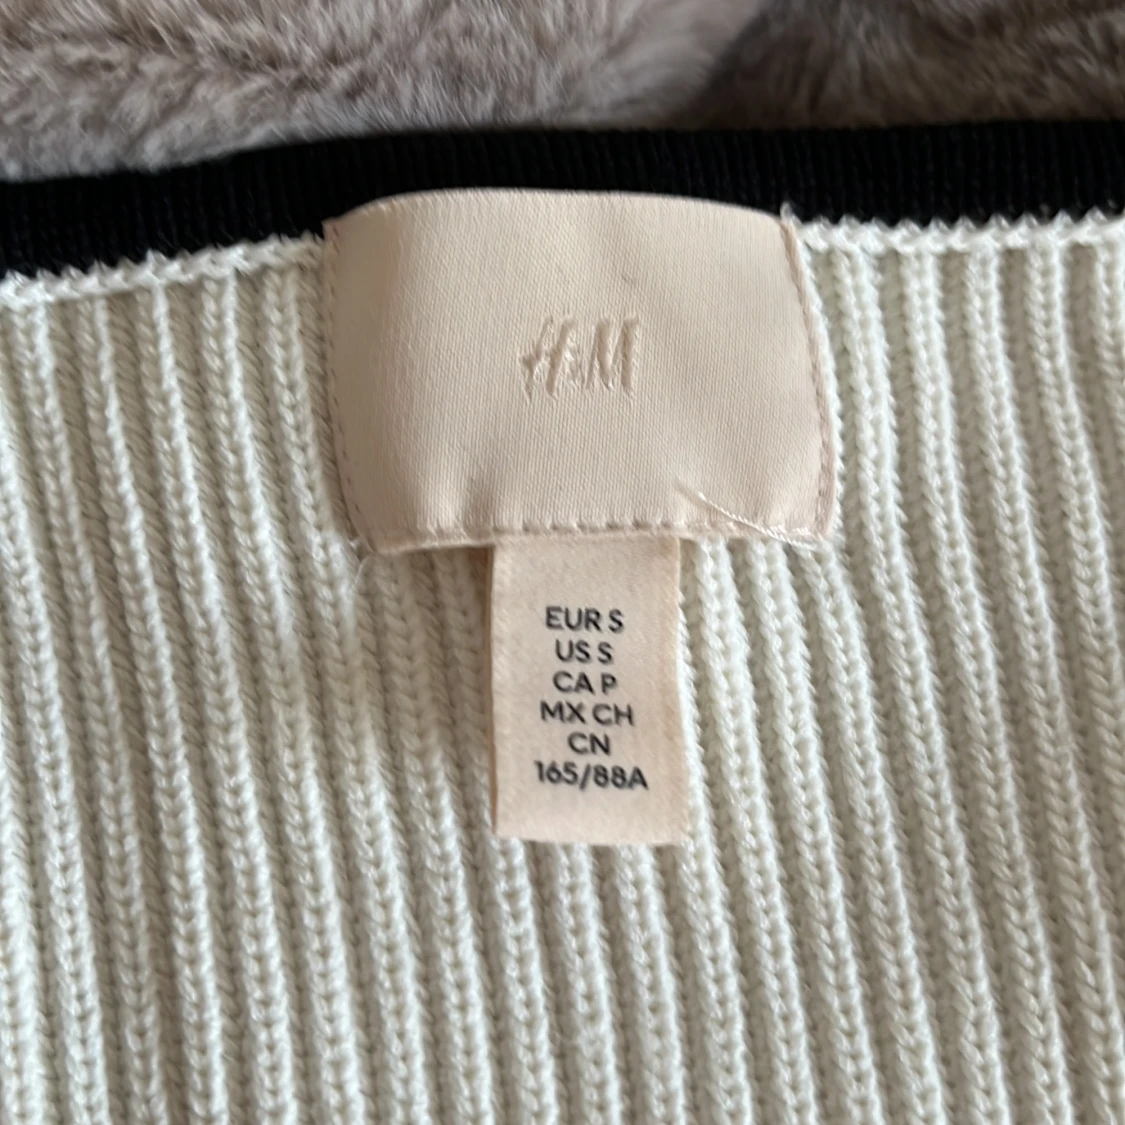 H&M
EUR S
US S
CA P
MX CH
CN
165/88A